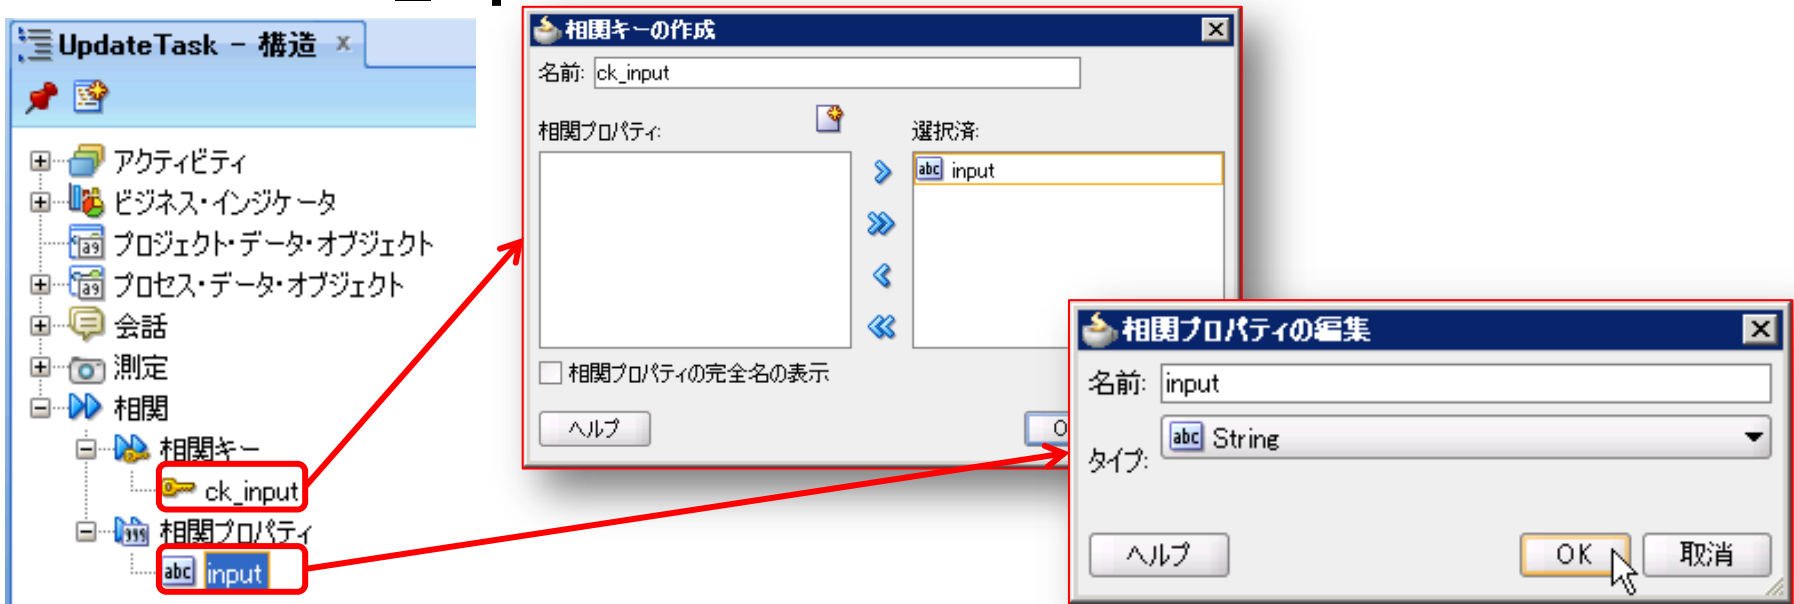 UpdateTask - 構造 x
アクティビティ
ビジネス・インジケータ
プロジェクト・データ・オブジェクト
プロセス・データ・オブジェクト
会話
測定
相関
相関キー
ck_input
相関プロパティ
abc input
相関キーの作成
名前: ck_input
相関プロパティ:
選択済:
abc input
相関プロパティの完全名の表示
ヘルプ
相関プロパティの編集
名前: input
タイプ: abc String
ヘルプ
OK
取消